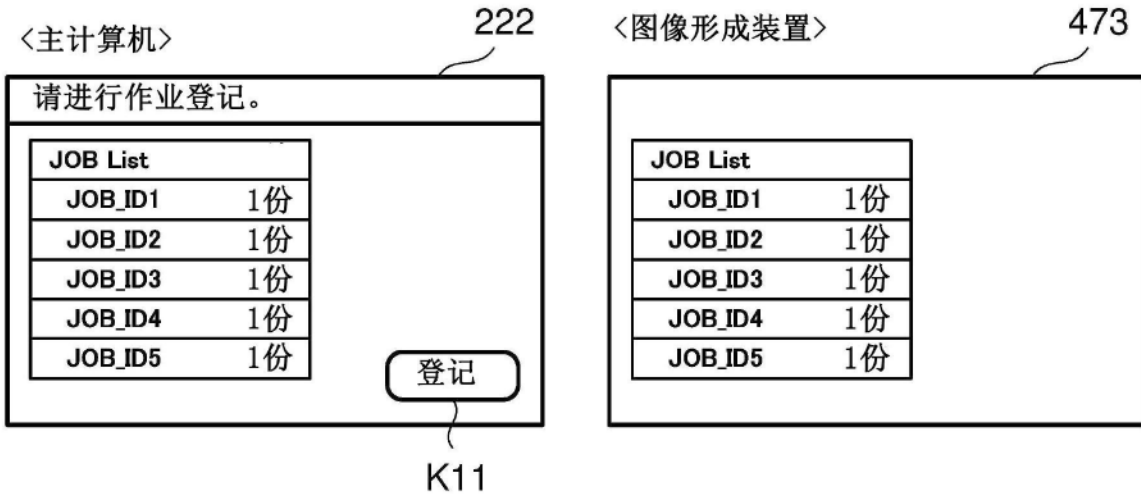 <主计算机>
222
请进行作业登记。
JOB List
JOB_ID1 1份
JOB_ID2 1份
JOB_ID3 1份
JOB_ID4 1份
JOB_ID5 1份
登记
K11
<图像形成装置>
473
JOB List
JOB_ID1 1份
JOB_ID2 1份
JOB_ID3 1份
JOB_ID4 1份
JOB_ID5 1份